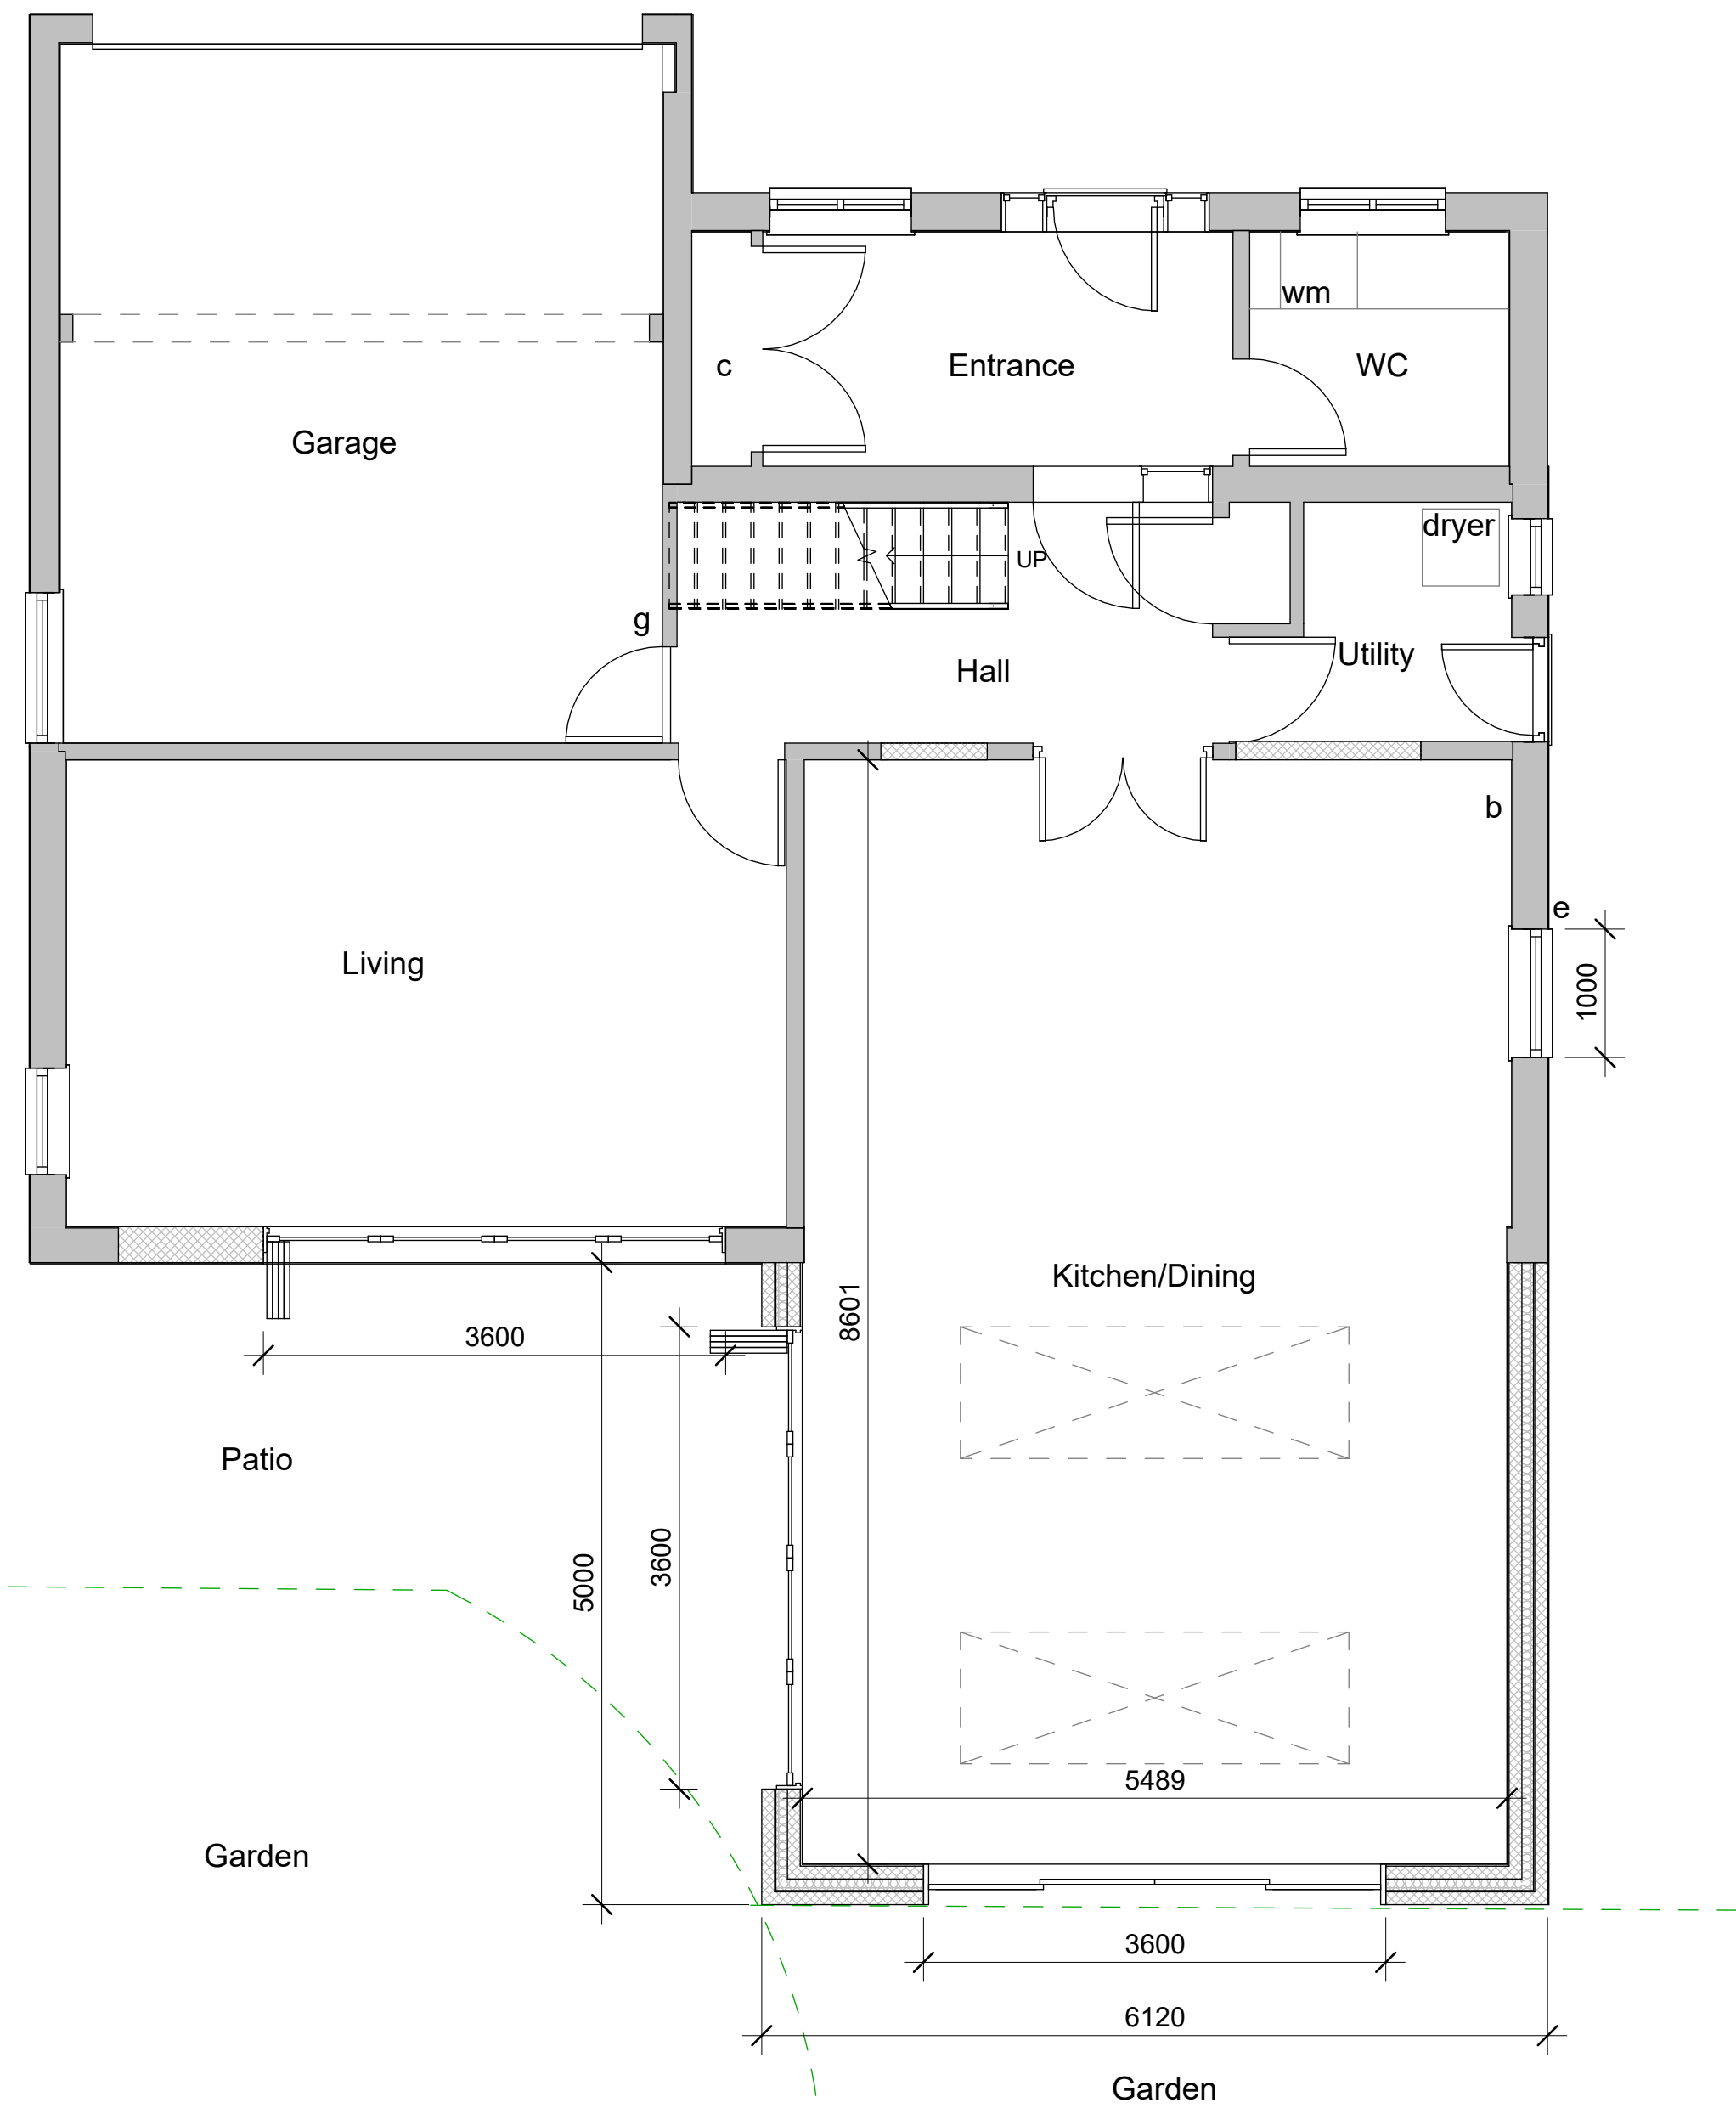 wm
c
Entrance
WC
Garage
dryer
UP
g
Utility
Hall
b
e
Living
1000
Kitchen/Dining
8601
3600
Patio
3600
5000
5489
Garden
3600
6120
Garden